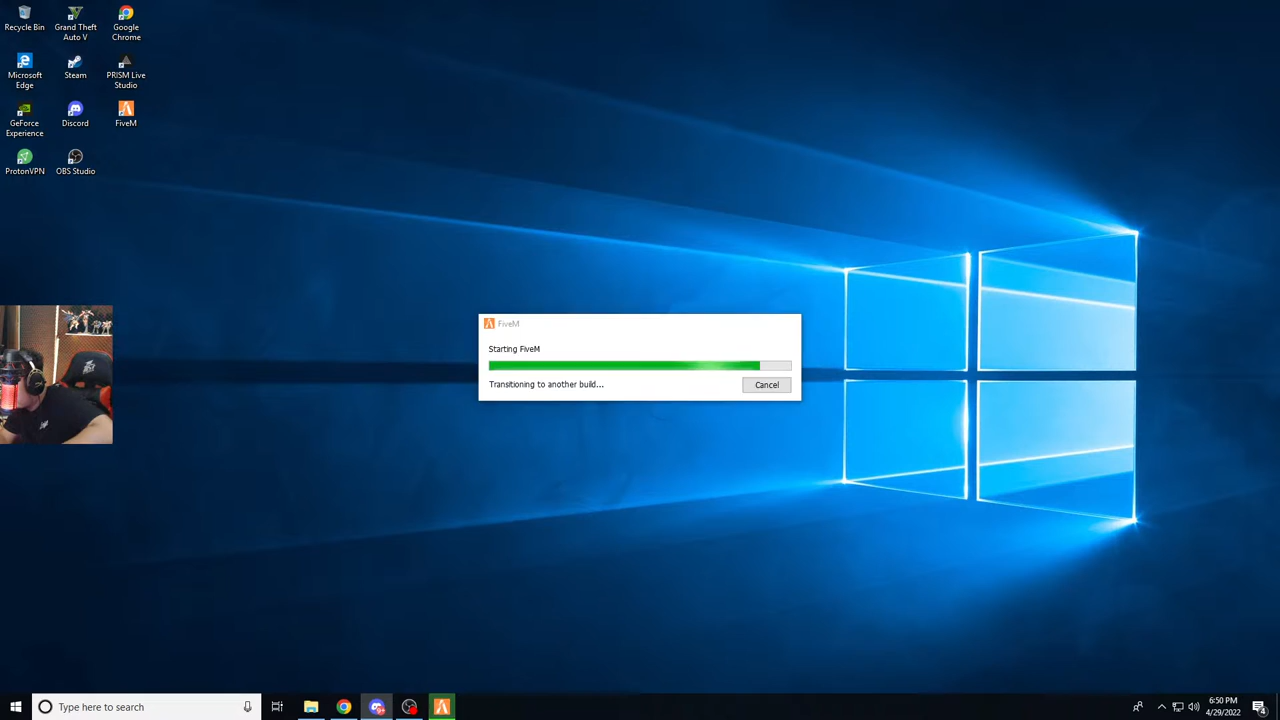 Recycle Bin
Grand Theft
Auto V
Google
Chrome
Microsoft
Edge
Steam
PRISM Live
Studio
GeForce
Experience
Discord
FiveM
ProtonVPN
OBS Studio
FiveM
Starting FiveM
Transitioning to another build...
Cancel
Type here to search
6:50 PM
4/29/2022
4